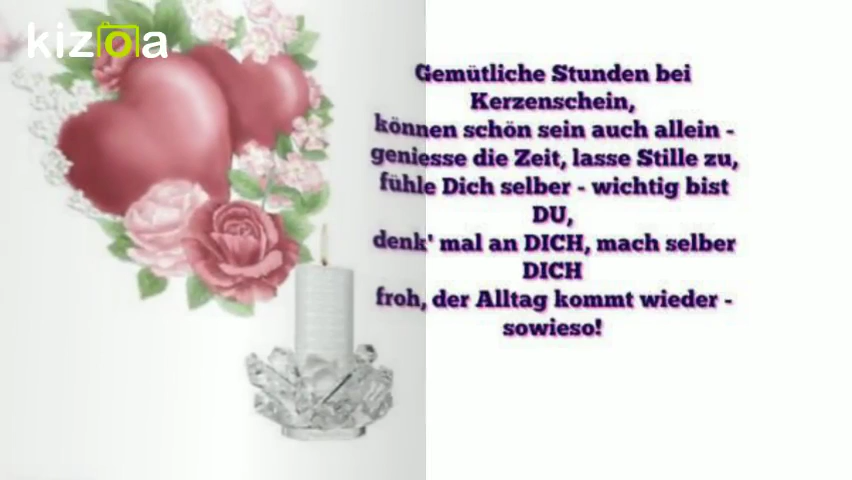 kizoa
Gemütliche Stunden bei
Kerzenschein,
können schön sein auch allein -
geniesse die Zeit, lasse Stille zu,
fühle Dich selber - wichtig bist
DU,
denk' mal an DICH, mach selber
DICH
froh, der Alltag kommt wieder -
sowieso!